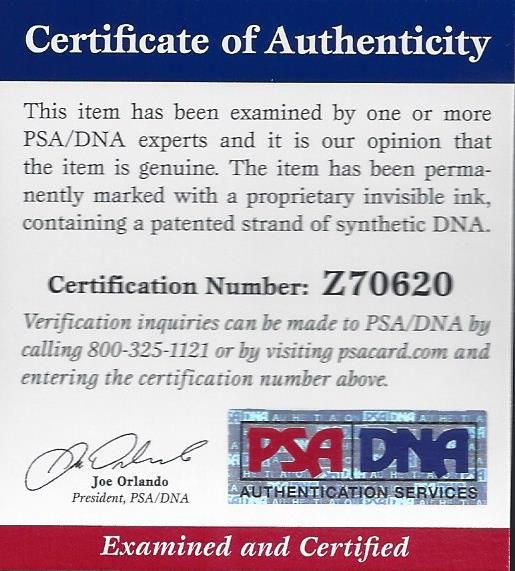 Certificate of Authenticity
This item has been examined by one or more
PSA/DNA experts and it is our opinion that
the item is genuine. The item has been perma-
nently marked with a proprietary invisible ink,
containing a patented strand of synthetic DNA.
Certification Number: Z70620
Verification inquiries can be made to PSA/DNA by
calling 800-325-1121 or by visiting psacard.com and
entering the certification number above.
Joe Orlando
President, PSA/DNA
PSA DNA
AUTHENTICATION SERVICES
Examined and Certified